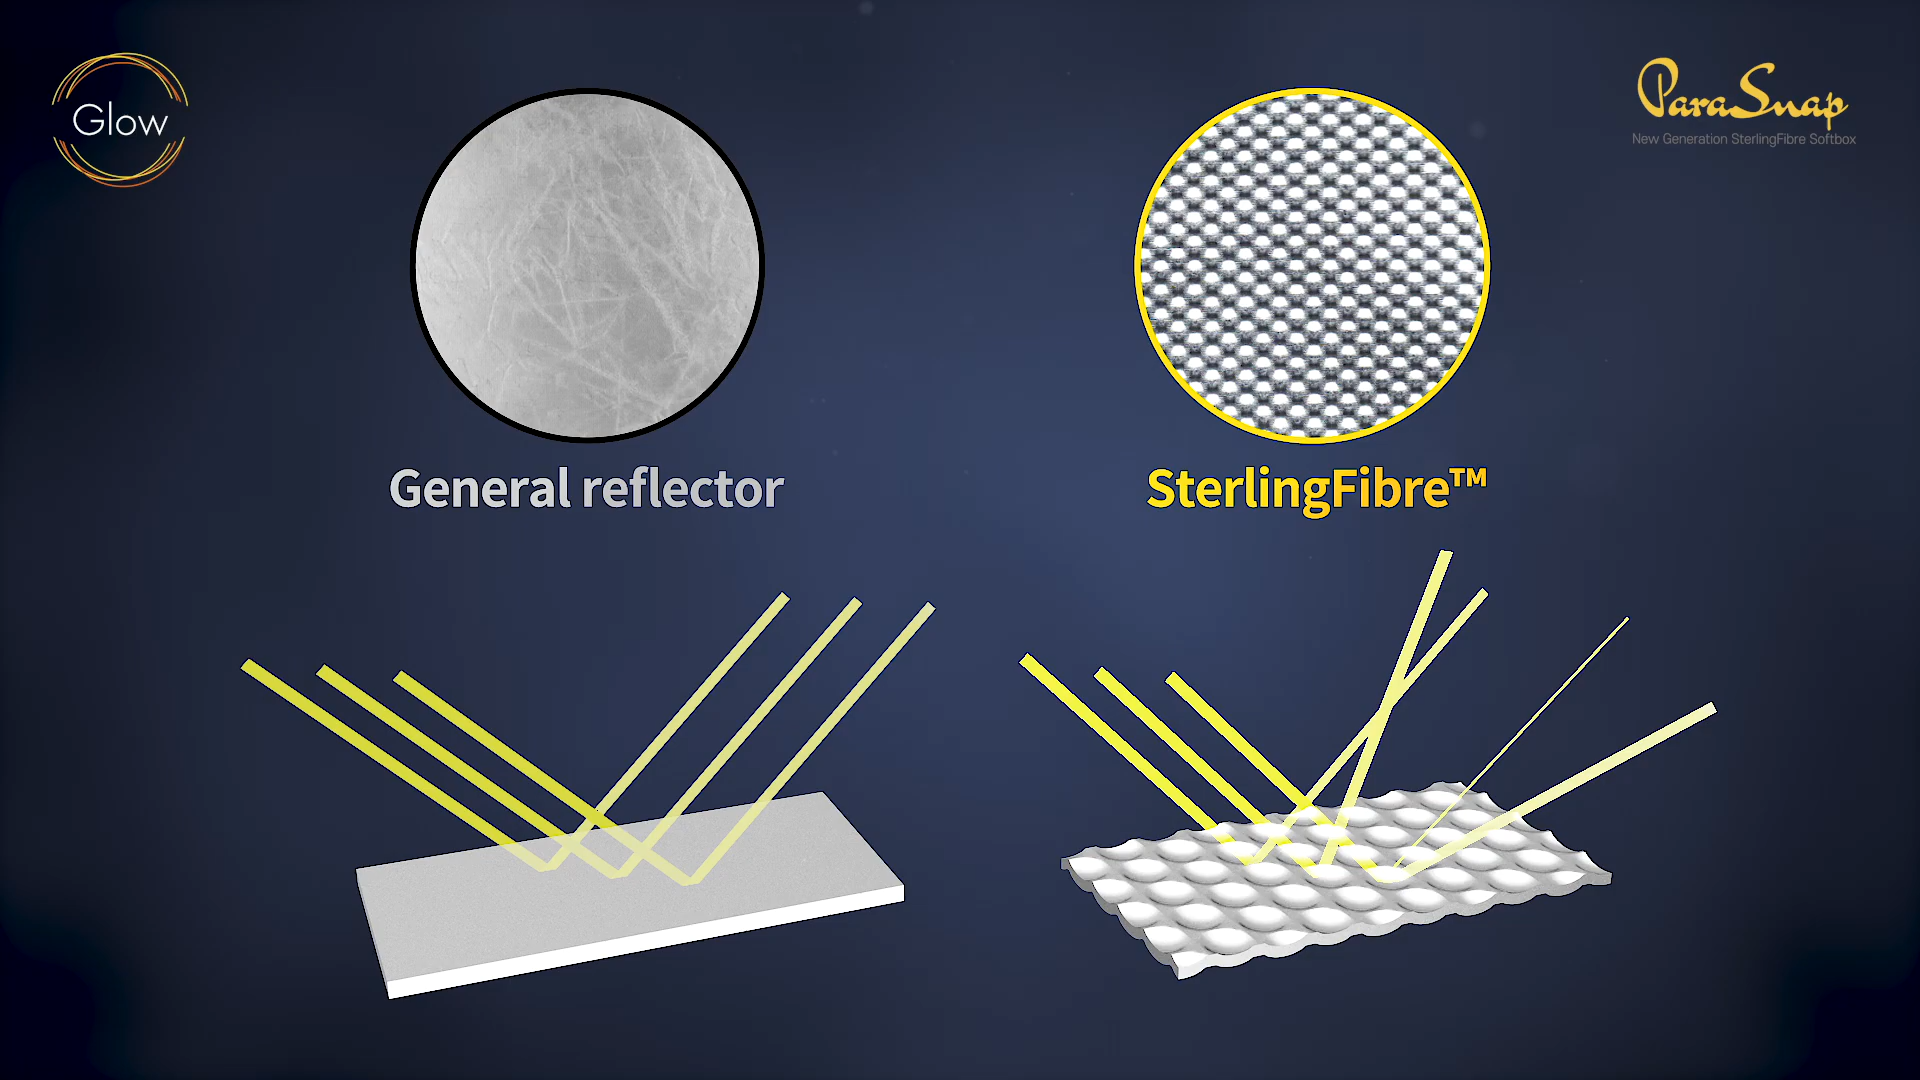 Glow
ParaSnap
New Generation SterlingFibre Softbox
General reflector
SterlingFibre™